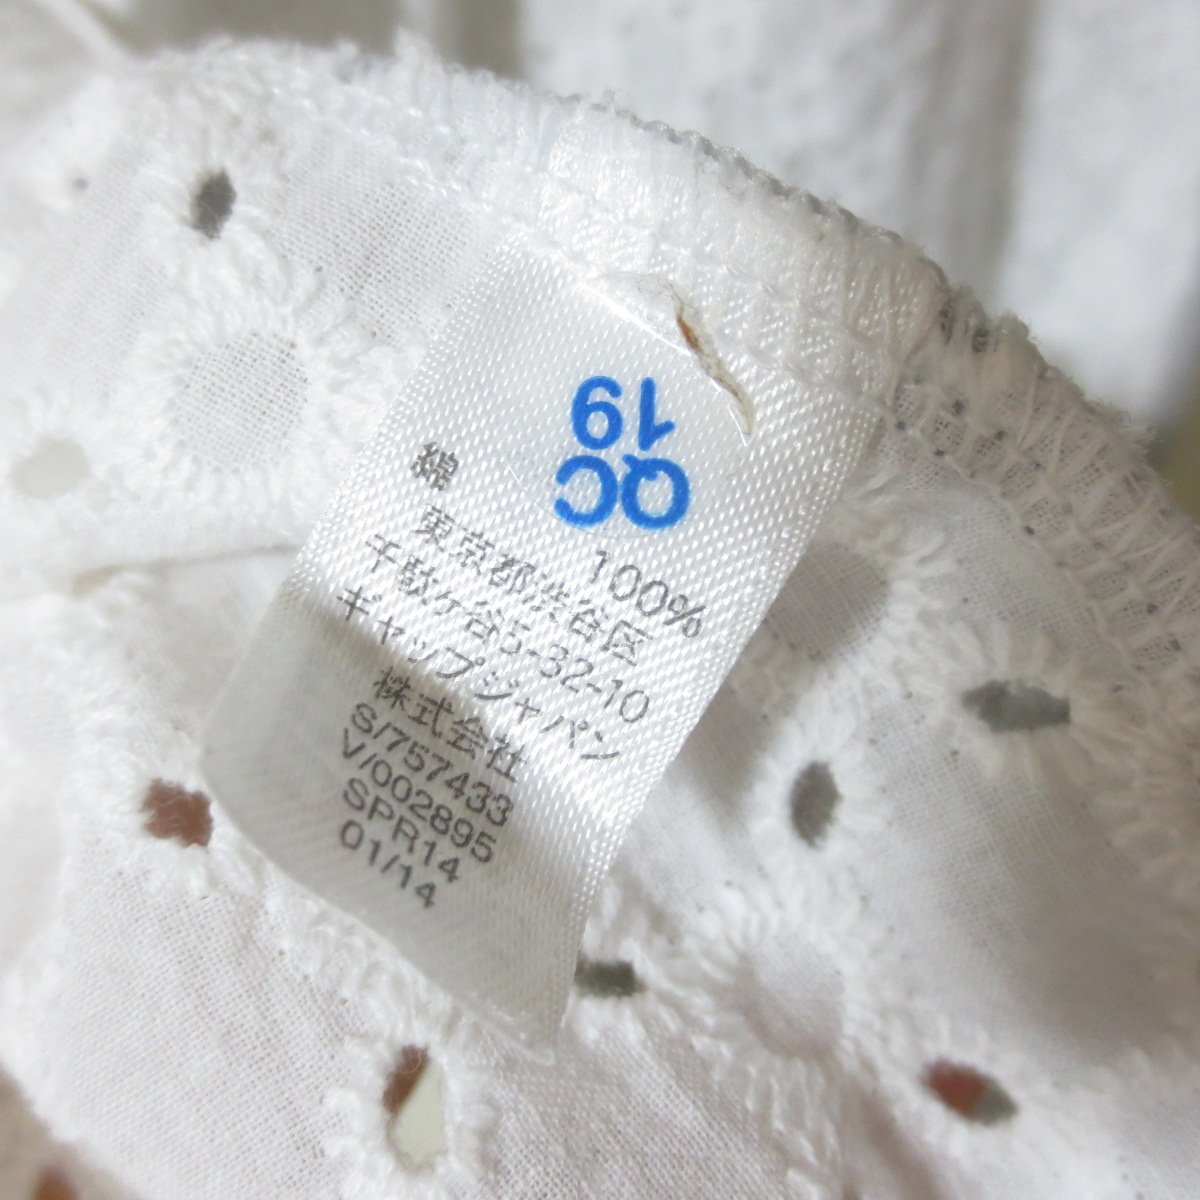 QC
19
綿 100%
東京都渋谷区
千駄ケ谷5-32-10
ギャップジャパン
株式会社
S/757433
V/002895
SPR14
01/14